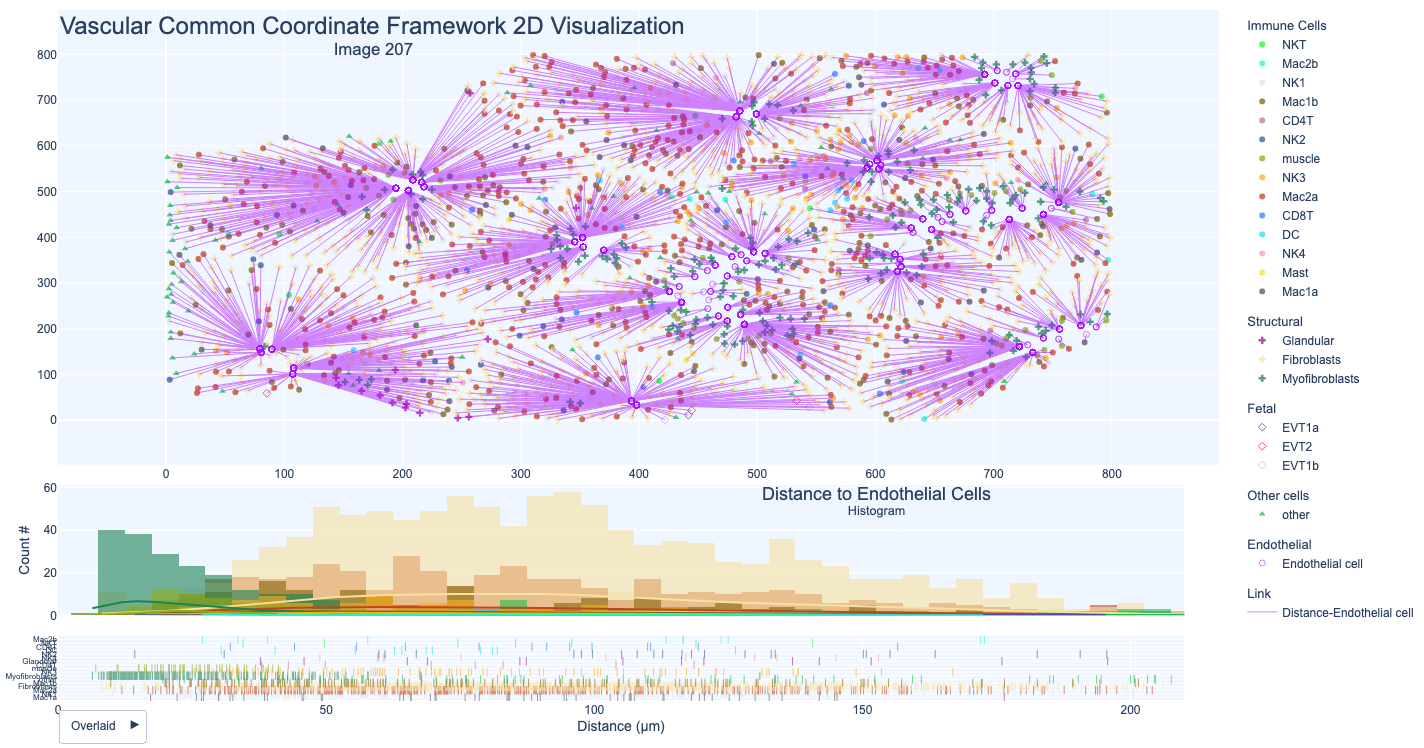 Vascular Common Coordinate Framework 2D Visualization
Image 207
800
700
600
500
400
300
200
100
0
0 100 200 300 400 500 600 700 800
Immune Cells
NKT
Mac2b
NK1
Mac1b
CD4T
NK2
muscle
NK3
Mac2a
CD8T
DC
NK4
Mast
Mac1a
Structural
Glandular
Fibroblasts
Myofibroblasts
Fetal
EVT1a
EVT2
EVT1b
Other cells
other
Endothelial
Endothelial cell
Link
Distance-Endothelial cell
Distance to Endothelial Cells
Histogram
Count #
60
40
20
0
Mac2b
Glandular
Myofibroblasts
Fibroblasts
Mac1a
0 50 100 150 200
Distance (μm)
Overlaid ▶